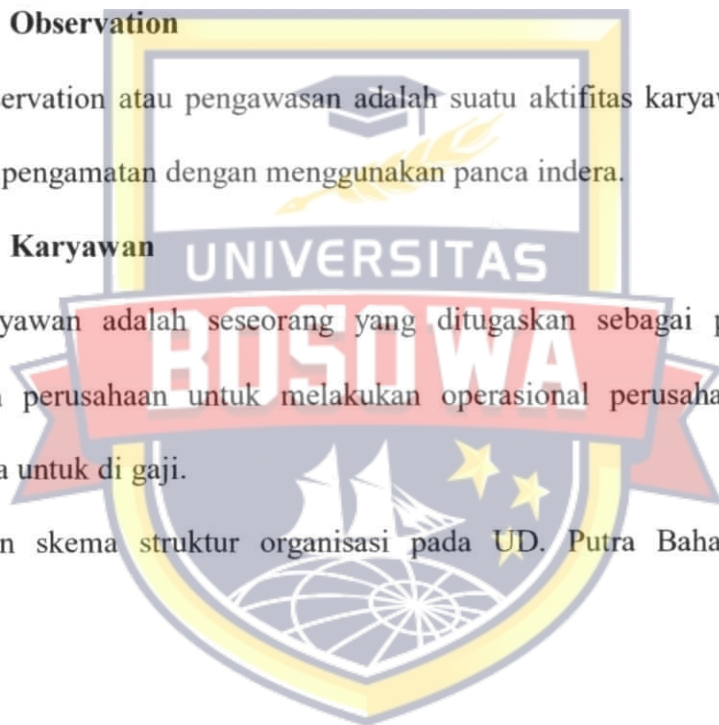 Observation
servation atau pengawasan adalah suatu aktifitas karyaw
pengamatan dengan menggunakan panca indera.
Karyawan
UNIVERSITAS
yawan adalah seseorang yang ditugaskan sebagai p
BOSOWA
perusahaan untuk melakukan operasional perusaha
a untuk di gaji.
n skema struktur organisasi pada UD. Putra Baha